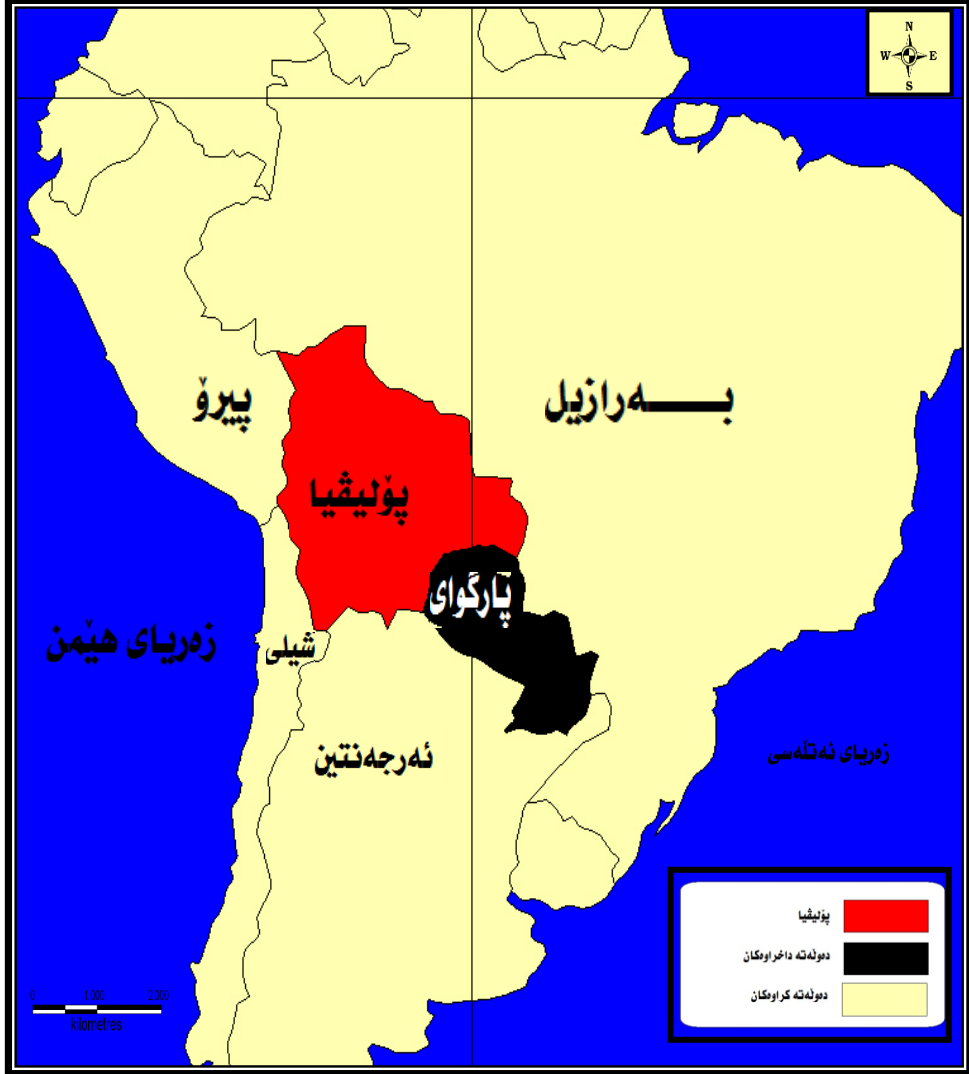 N
W E
S
پیرۆ
بـــــەرازیل
پۆلیڤیا
پارگوای
زەریای هێمن
شیلی
ئەرجەنتین
زەریای ئەتڵەسی
پۆلیڤیا
دەوڵەتە داخراوەکان
دەوڵەتە کراوەکان
0 1 000 2 000
kilometres